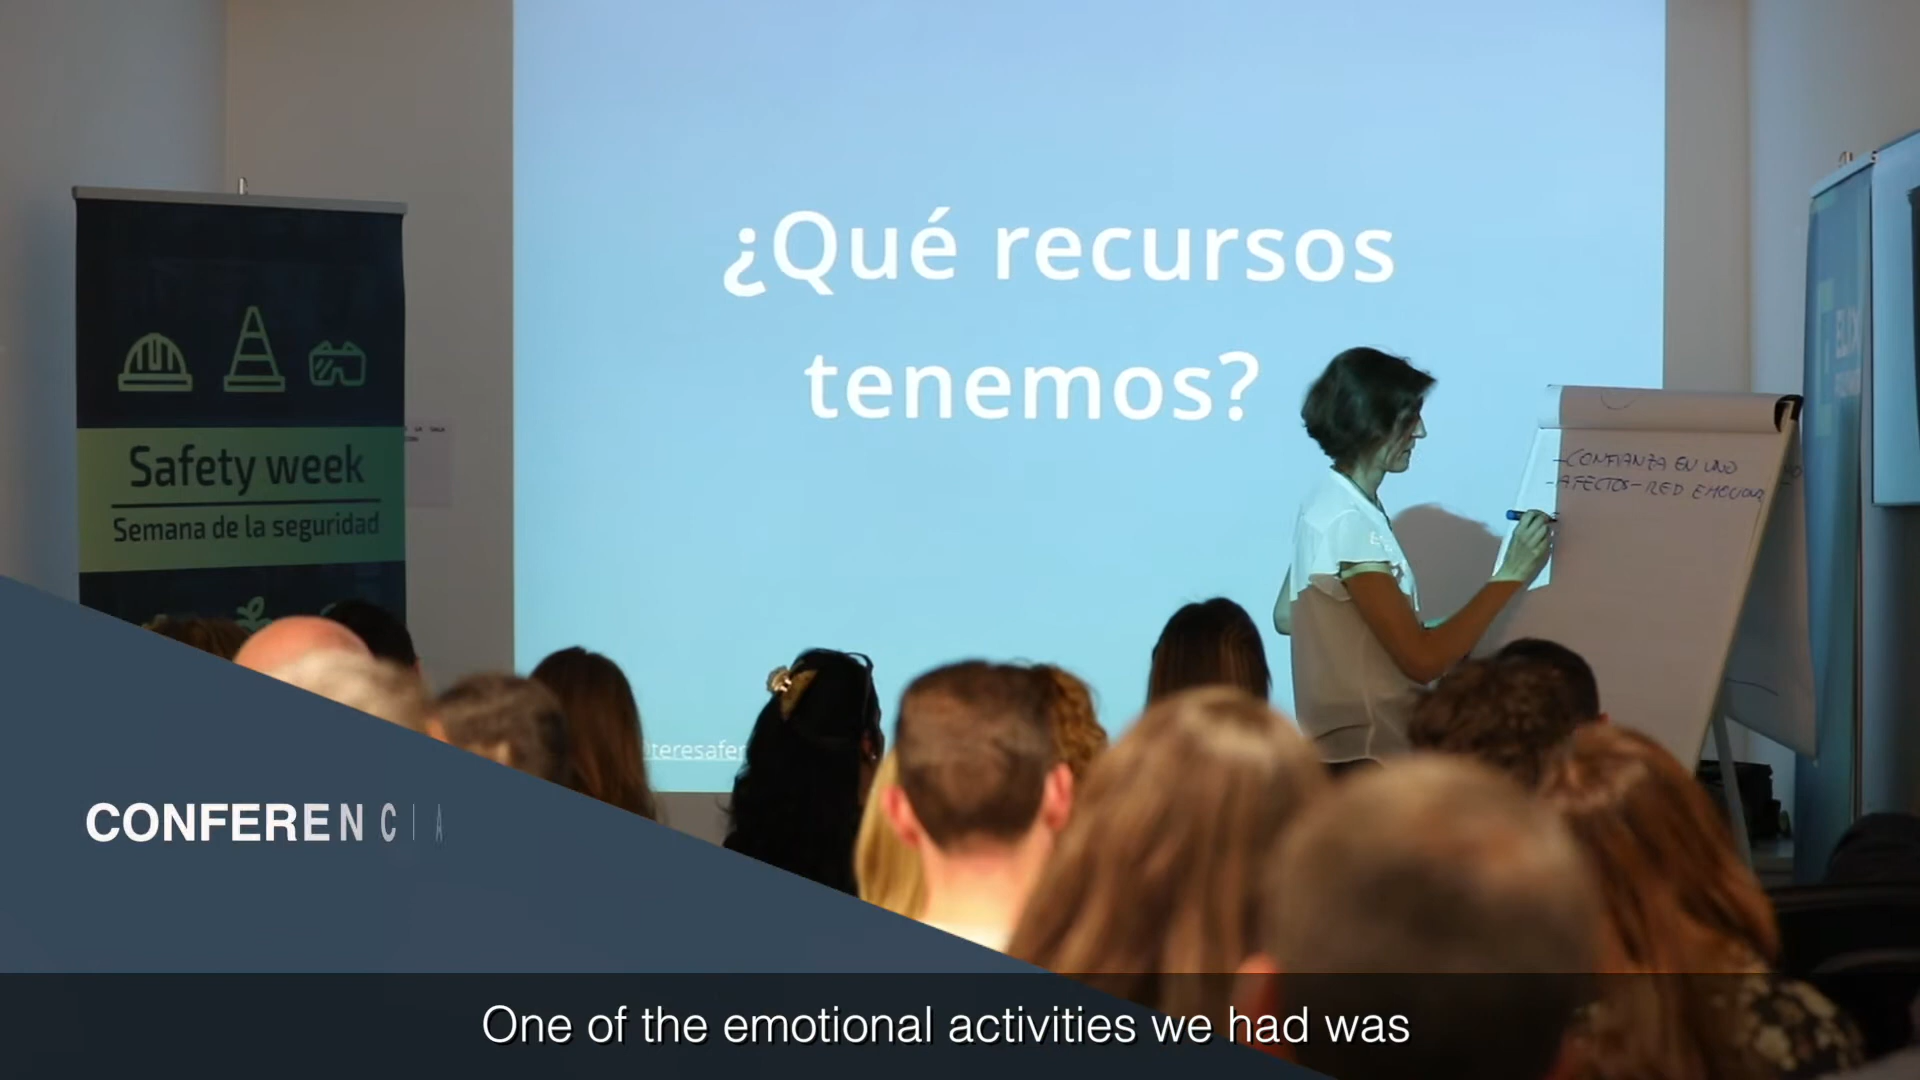 ¿Qué recursos
tenemos?
Safety week
Semana de la seguridad
-CONFIANZA EN UNO
-AFECTOS-RED EMOCIONAL
CONFERENCIA
One of the emotional activities we had was